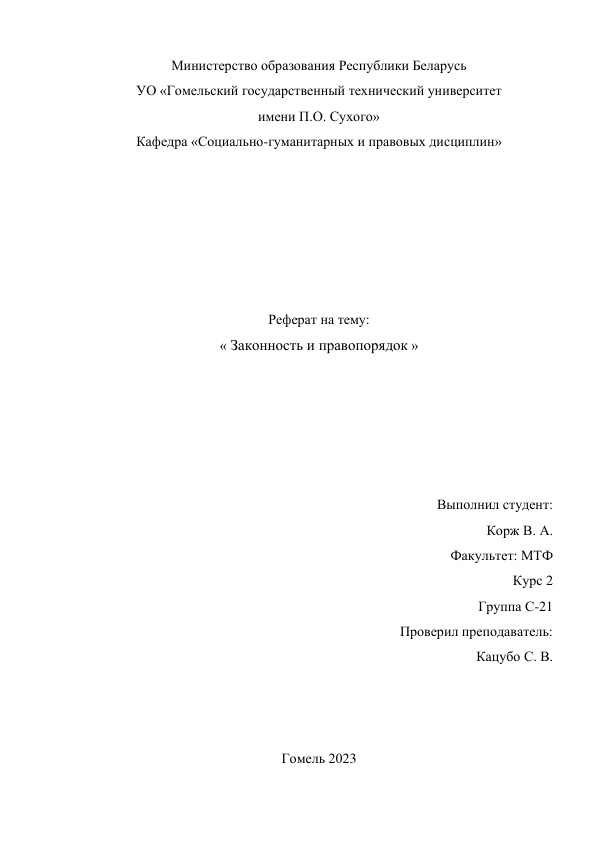 Министерство образования Республики Беларусь
УО «Гомельский государственный технический университет
имени П.О. Сухого»
Кафедра «Социально-гуманитарных и правовых дисциплин»
Реферат на тему:
« Законность и правопорядок »
Выполнил студент:
Корж В. А.
Факультет: МТФ
Курс 2
Группа С-21
Проверил преподаватель:
Кацубо С. В.
Гомель 2023